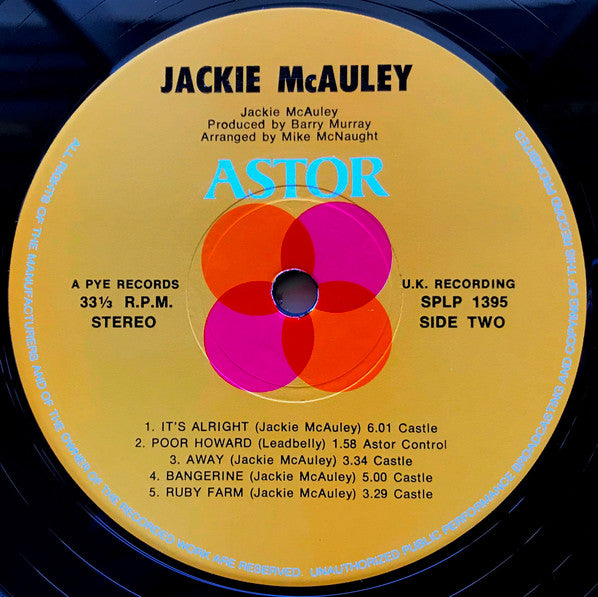 JACKIE McAULEY
Jackie McAuley
Produced by Barry Murray
Arranged by Mike McNaught
ASTOR
A PYE RECORDS
33⅓ R.P.M.
STEREO
U.K. RECORDING
SPLP 1395
SIDE TWO
1. IT'S ALRIGHT (Jackie McAuley) 6.01 Castle
2. POOR HOWARD (Leadbelly) 1.58 Astor Control
3. AWAY (Jackie McAuley) 3.34 Castle
4. BANGERINE (Jackie McAuley) 5.00 Castle
5. RUBY FARM (Jackie McAuley) 3.29 Castle
ALL RIGHTS OF THE MANUFACTURERS AND OF THE OWNER OF THE RECORDED WORK ARE RESERVED. UNAUTHORIZED PUBLIC PERFORMANCE BROADCASTING AND COPYING OF THIS RECORD PROHIBITED